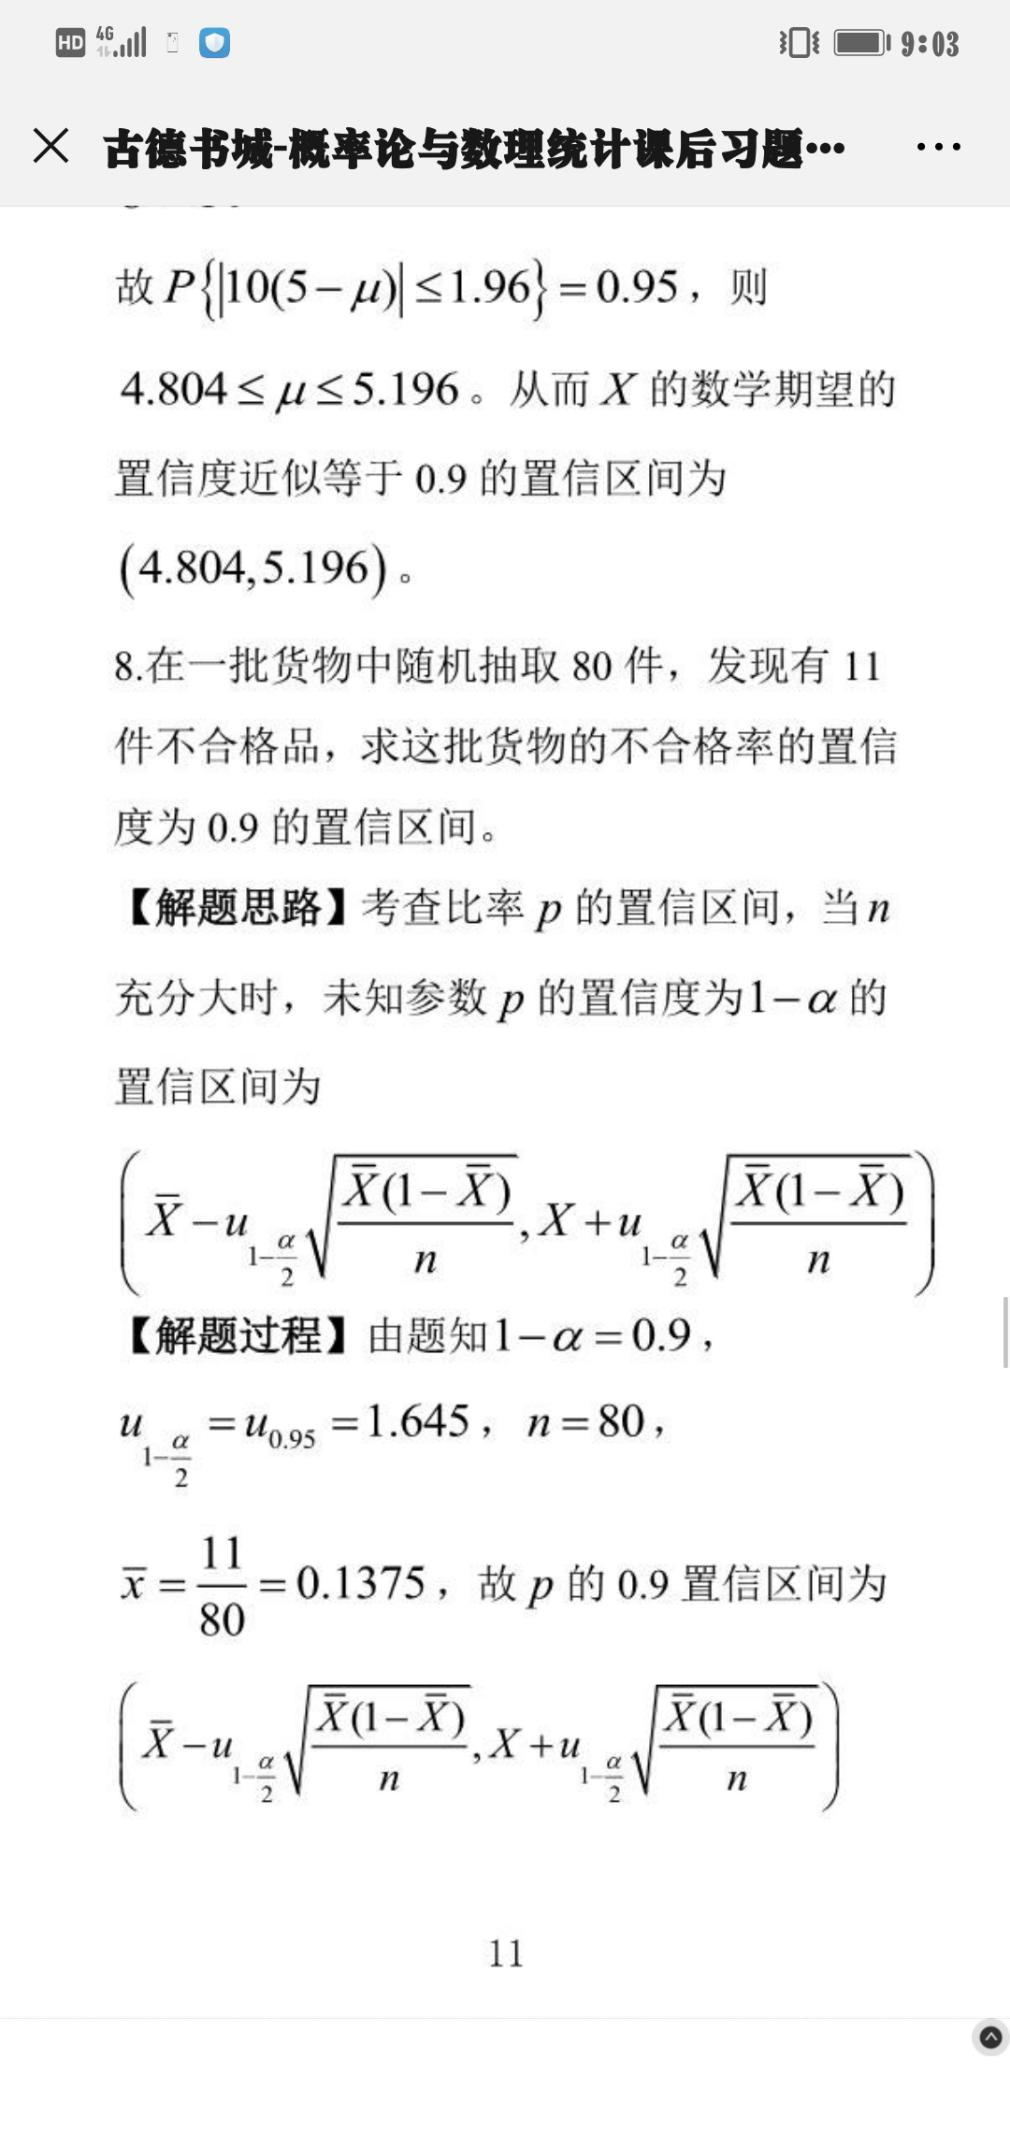 HD 4G 9:03
古德书城-概率论与数理统计课后习题…
故 P{|10(5−μ)|≤1.96}=0.95，则
4.804≤μ≤5.196。从而 X 的数学期望的
置信度近似等于 0.9 的置信区间为
(4.804,5.196)。
8.在一批货物中随机抽取 80 件，发现有 11
件不合格品，求这批货物的不合格率的置信
度为 0.9 的置信区间。
【解题思路】考查比率 p 的置信区间，当 n
充分大时，未知参数 p 的置信度为1−α 的
置信区间为
(X̄−u_{1−α/2}√(X̄(1−X̄)/n),X+u_{1−α/2}√(X̄(1−X̄)/n))
【解题过程】由题知1−α=0.9，
u_{1−α/2}=u_{0.95}=1.645，n=80，
x̄=11/80=0.1375，故 p 的 0.9 置信区间为
(X̄−u_{1−α/2}√(X̄(1−X̄)/n),X+u_{1−α/2}√(X̄(1−X̄)/n))
11